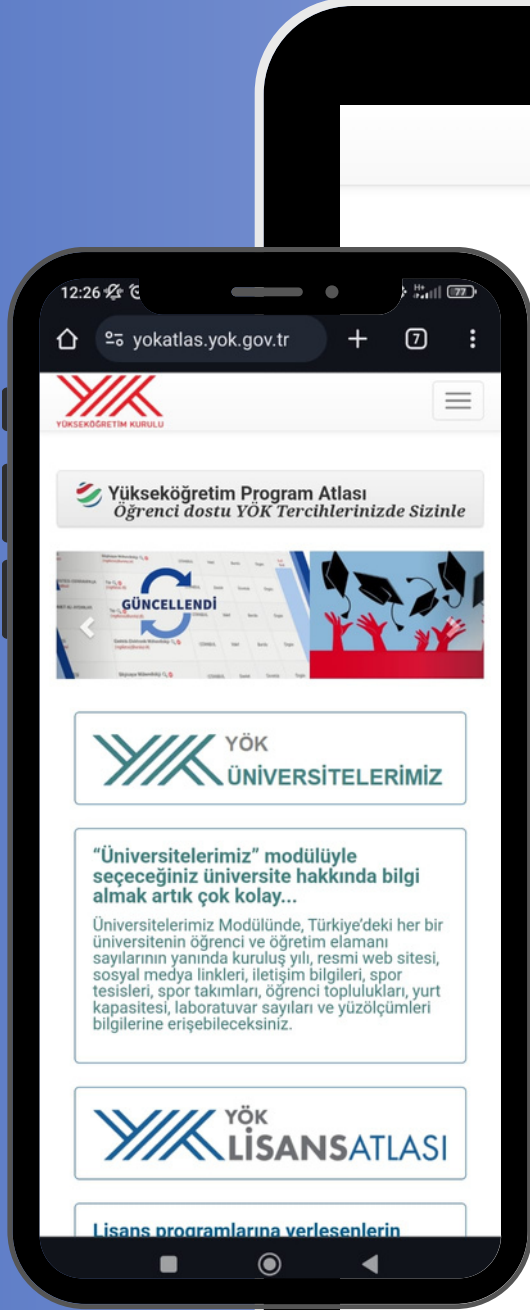 12:26
H+
77
yokatlas.yok.gov.tr
7
YÜKSEKÖĞRETİM KURULU
Yükseköğretim Program Atlası
Öğrenci dostu YÖK Tercihlerinizde Sizinle
GÜNCELLENDİ
YÖK
ÜNİVERSİTELERİMİZ
“Üniversitelerimiz” modülüyle
seçeceğiniz üniversite hakkında bilgi
almak artık çok kolay...
Üniversitelerimiz Modülünde, Türkiye'deki her bir
üniversitenin öğrenci ve öğretim elamanı
sayılarının yanında kuruluş yılı, resmi web sitesi,
sosyal medya linkleri, iletişim bilgileri, spor
tesisleri, spor takımları, öğrenci toplulukları, yurt
kapasitesi, laboratuvar sayıları ve yüzölçümleri
bilgilerine erişebileceksiniz.
YÖK
LİSANSATLASI
Lisans programlarına yerleşenlerin